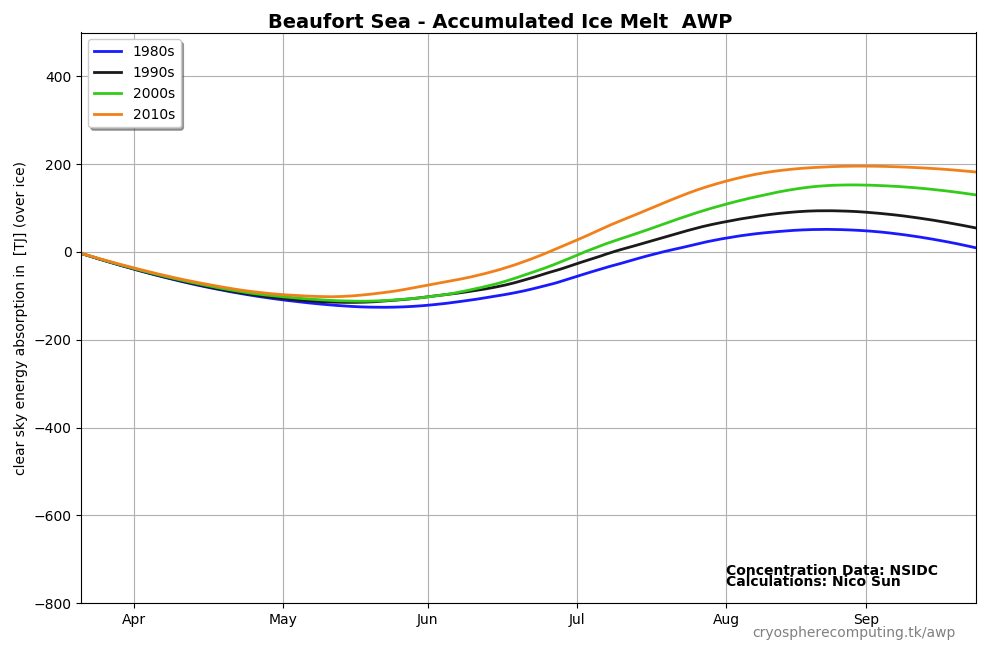 Beaufort Sea - Accumulated Ice Melt  AWP
1980s
1990s
2000s
2010s
clear sky energy absorption in  [TJ] (over ice)
400
200
0
−200
−400
−600
−800
Apr
May
Jun
Jul
Aug
Sep
Concentration Data: NSIDC
Calculations: Nico Sun
cryospherecomputing.tk/awp